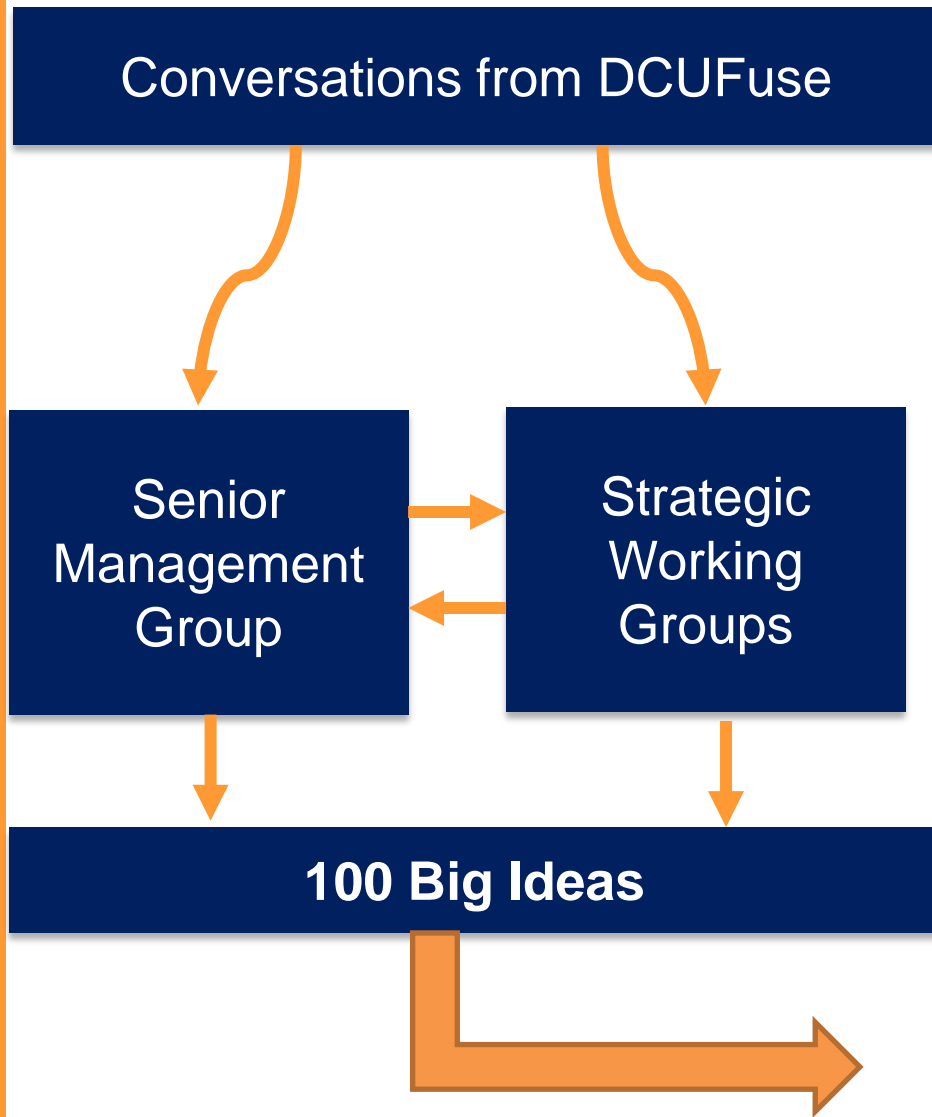 Conversations from DCUFuse
Senior
Management
Group
Strategic
Working
Groups
100 Big Ideas